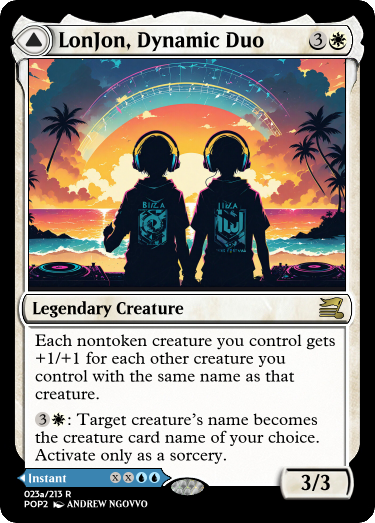 LonJon, Dynamic Duo 3
Legendary Creature
Each nontoken creature you control gets
+1/+1 for each other creature you
control with the same name as that
creature.
3 : Target creature's name becomes
the creature card name of your choice.
Activate only as a sorcery.
Instant X X
3/3
023a/213 R
POP2 ANDREW NGOVVO